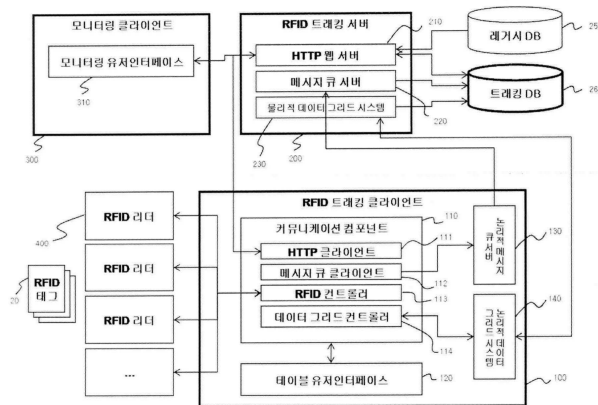 모니터링 클라이언트
모니터링 유저인터페이스
310
300
RFID 트래킹 서버
210
HTTP 웹 서버
메시지 큐 서버
220
물리적 데이터 그리드 시스템
230
200
레거시 DB
25
트래킹 DB
26
RFID 트래킹 클라이언트
110
커뮤니케이션 컴포넌트
HTTP 클라이언트
111
메시지 큐 클라이언트
112
RFID 컨트롤러
113
데이터 그리드 컨트롤러
114
테이블 유저인터페이스
120
논리적 메시지
큐 서버
130
논리적 데이터
그리드 시스템
140
100
RFID 리더
400
RFID 리더
RFID 리더
...
20
RFID
태그